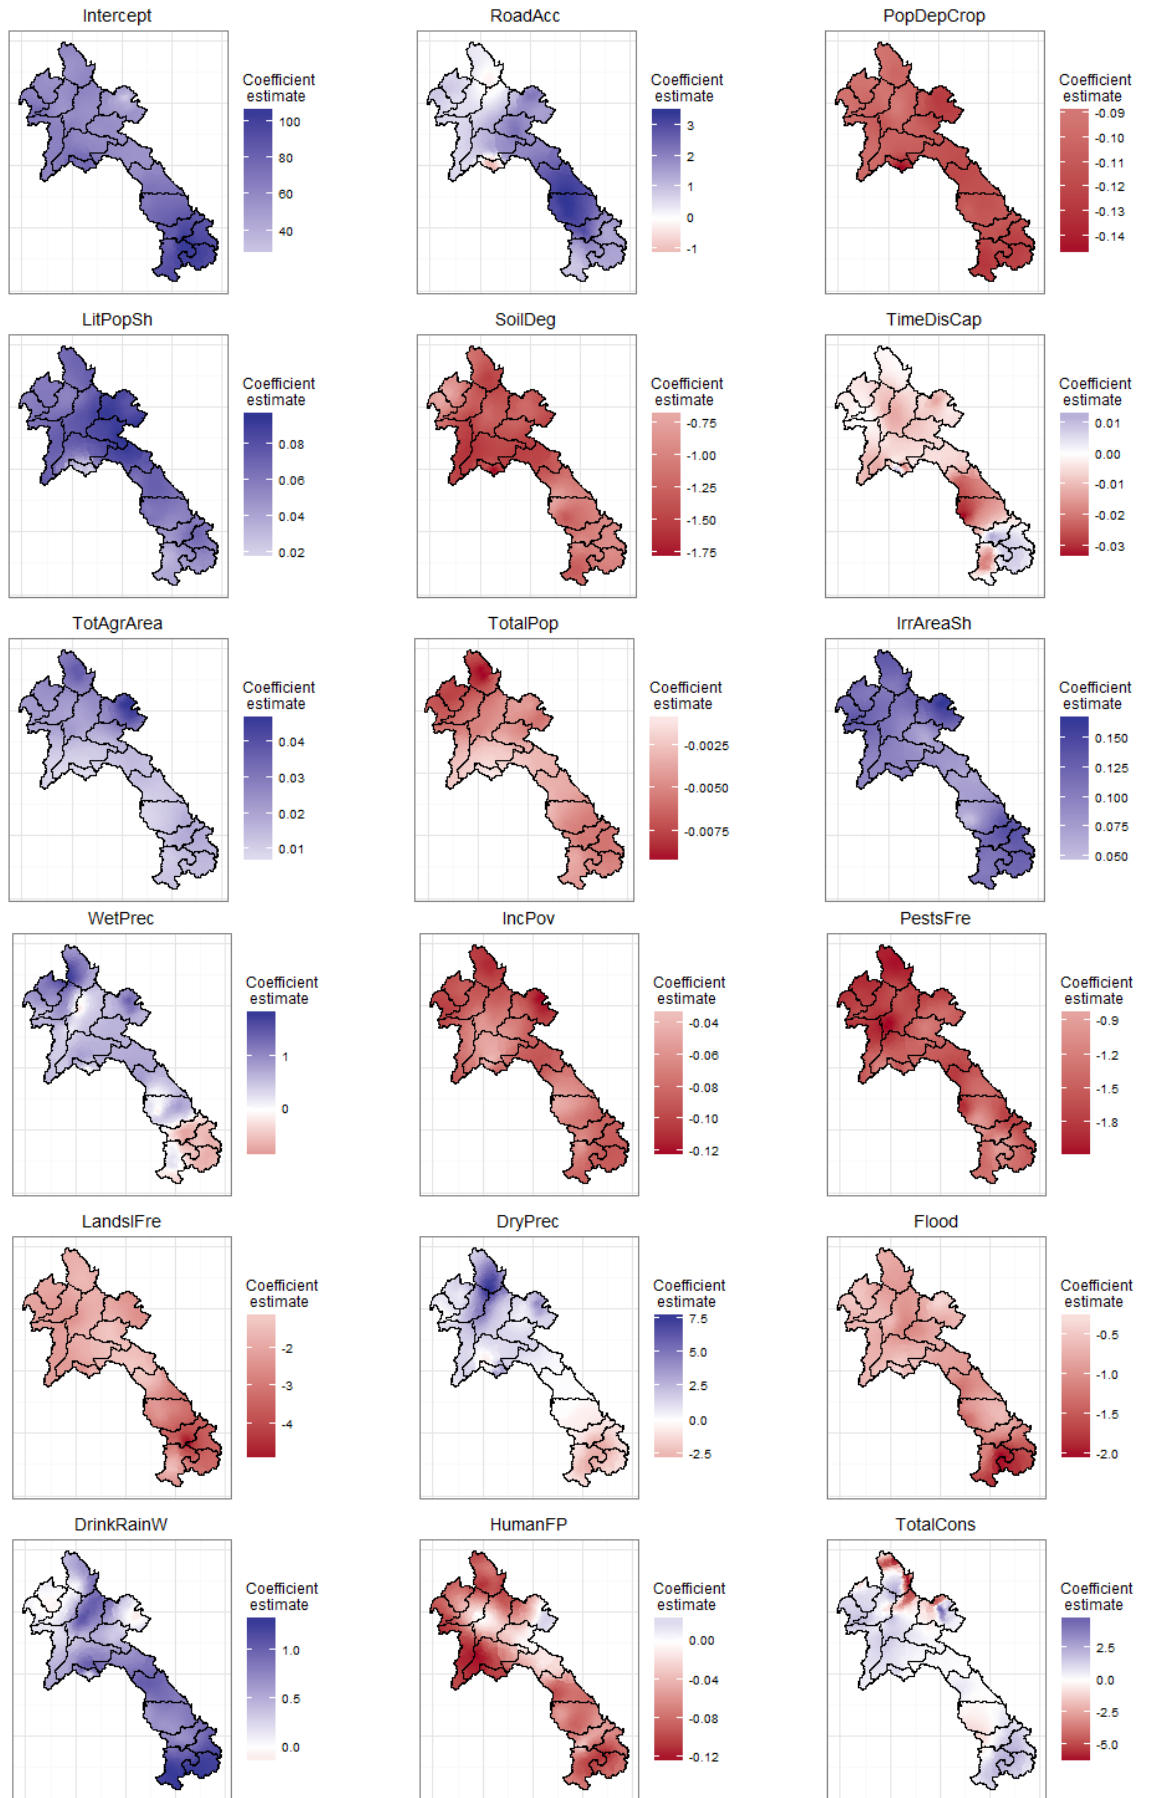 Intercept
Coefficient
estimate
100
80
60
40
RoadAcc
Coefficient
estimate
3
2
1
0
-1
PopDepCrop
Coefficient
estimate
-0.09
-0.10
-0.11
-0.12
-0.13
-0.14
LitPopSh
Coefficient
estimate
0.08
0.06
0.04
0.02
SoilDeg
Coefficient
estimate
-0.75
-1.00
-1.25
-1.50
-1.75
TimeDisCap
Coefficient
estimate
0.01
0.00
-0.01
-0.02
-0.03
TotAgrArea
Coefficient
estimate
0.04
0.03
0.02
0.01
TotalPop
Coefficient
estimate
-0.0025
-0.0050
-0.0075
IrrAreaSh
Coefficient
estimate
0.150
0.125
0.100
0.075
0.050
WetPrec
Coefficient
estimate
1
0
IncPov
Coefficient
estimate
-0.04
-0.06
-0.08
-0.10
-0.12
PestsFre
Coefficient
estimate
-0.9
-1.2
-1.5
-1.8
LandslFre
Coefficient
estimate
-2
-3
-4
DryPrec
Coefficient
estimate
7.5
5.0
2.5
0.0
-2.5
Flood
Coefficient
estimate
-0.5
-1.0
-1.5
-2.0
DrinkRainW
Coefficient
estimate
1.0
0.5
0.0
HumanFP
Coefficient
estimate
0.00
-0.04
-0.08
-0.12
TotalCons
Coefficient
estimate
2.5
0.0
-2.5
-5.0